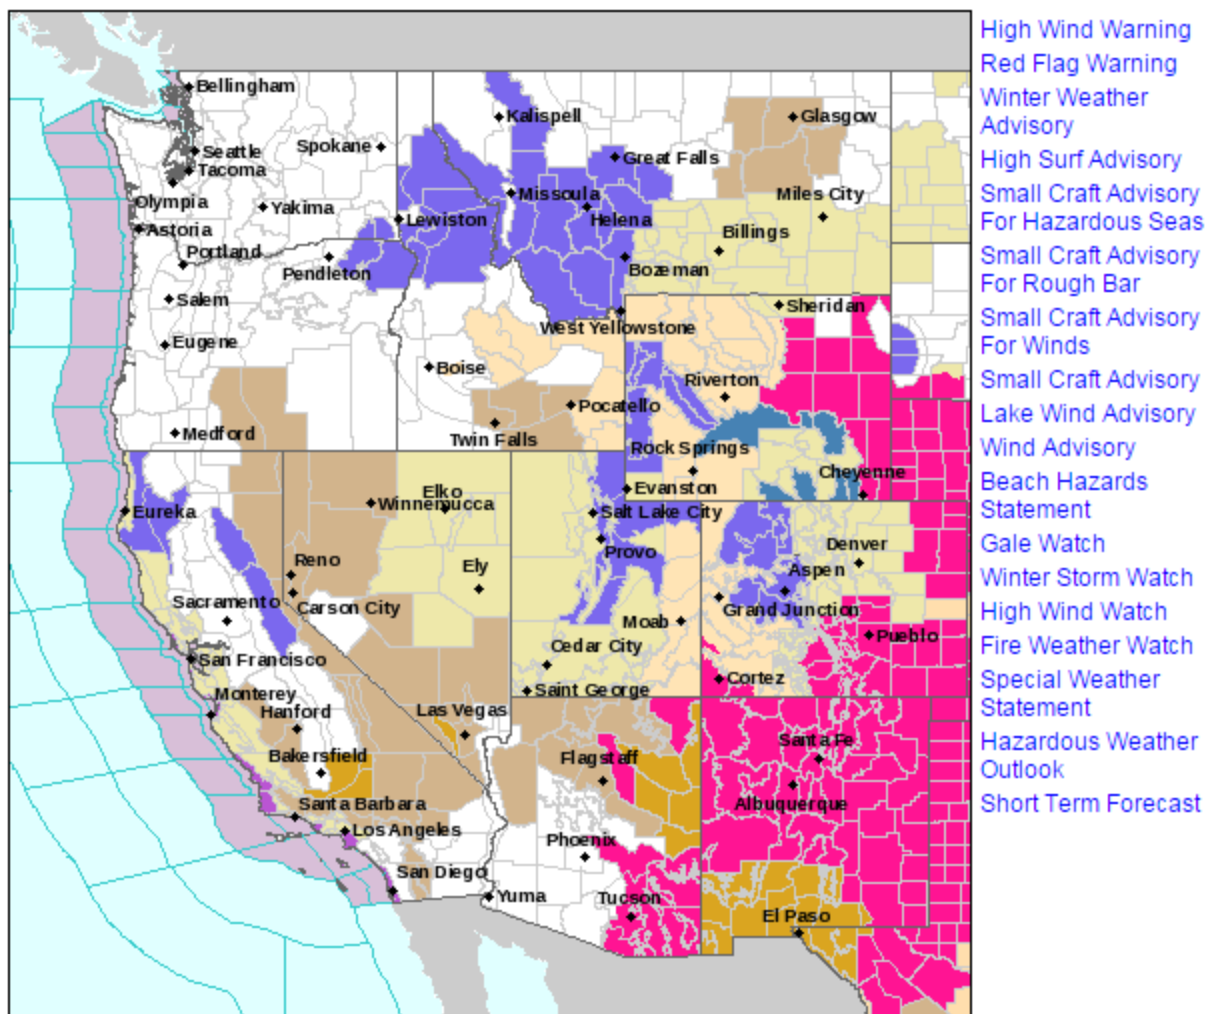 High Wind Warning
Red Flag Warning
Winter Weather
Advisory
High Surf Advisory
Small Craft Advisory
For Hazardous Seas
Small Craft Advisory
For Rough Bar
Small Craft Advisory
For Winds
Small Craft Advisory
Lake Wind Advisory
Wind Advisory
Beach Hazards
Statement
Gale Watch
Winter Storm Watch
High Wind Watch
Fire Weather Watch
Special Weather
Statement
Hazardous Weather
Outlook
Short Term Forecast
Bellingham
Kalispell
Glasgow
Seattle
Spokane
Great Falls
Tacoma
Olympia
Yakima
Lewiston
Missoula
Helena
Miles City
Astoria
Billings
Portland
Pendleton
Bozeman
Salem
Sheridan
West Yellowstone
Eugene
Boise
Riverton
Pocatello
Medford
Twin Falls
Rock Springs
Cheyenne
Eureka
Elko
Winnemucca
Evanston
Salt Lake City
Provo
Denver
Reno
Ely
Aspen
Sacramento
Carson City
Grand Junction
Moab
Pueblo
San Francisco
Cedar City
Cortez
Monterey
Saint George
Hanford
Las Vegas
Bakersfield
Flagstaff
Santa Fe
Santa Barbara
Albuquerque
Los Angeles
Phoenix
San Diego
Yuma
Tucson
El Paso